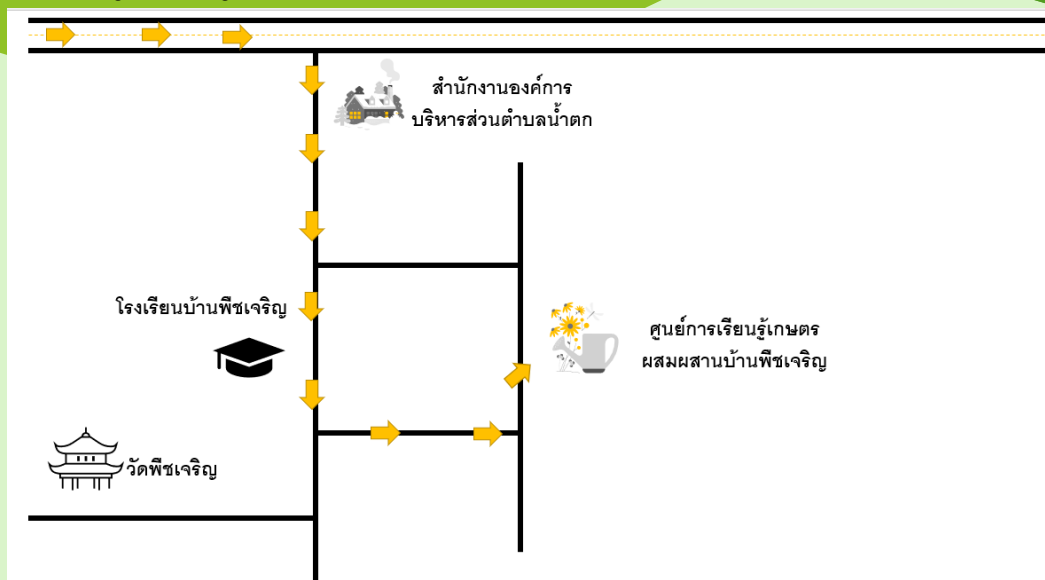 สำนักงานองค์การ
บริหารส่วนตำบลน้ำตก
โรงเรียนบ้านพืชเจริญ
ศูนย์การเรียนรู้เกษตร
ผสมผสานบ้านพืชเจริญ
วัดพืชเจริญ